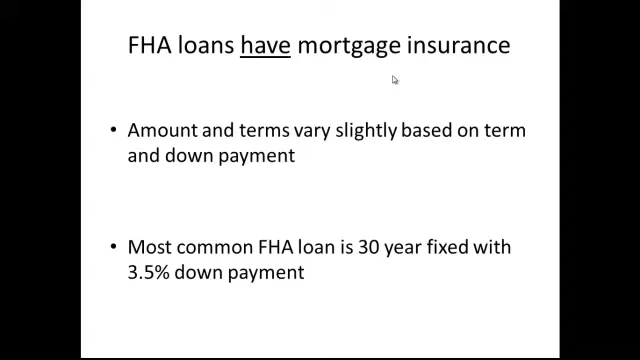 FHA loans have mortgage insurance
• Amount and terms vary slightly based on term
and down payment
• Most common FHA loan is 30 year fixed with
3.5% down payment